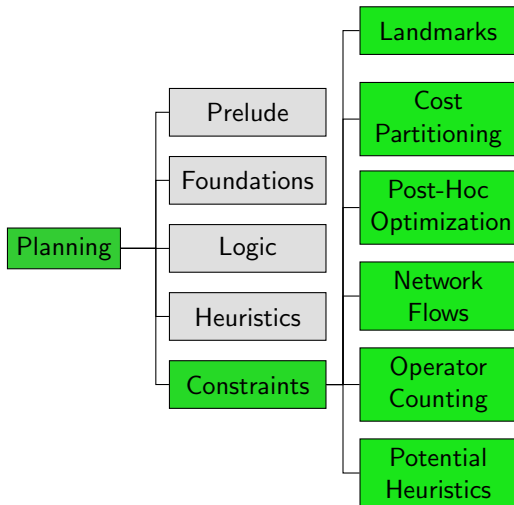 Planning
Prelude
Foundations
Logic
Heuristics
Constraints
Landmarks
Cost
Partitioning
Post-Hoc
Optimization
Network
Flows
Operator
Counting
Potential
Heuristics